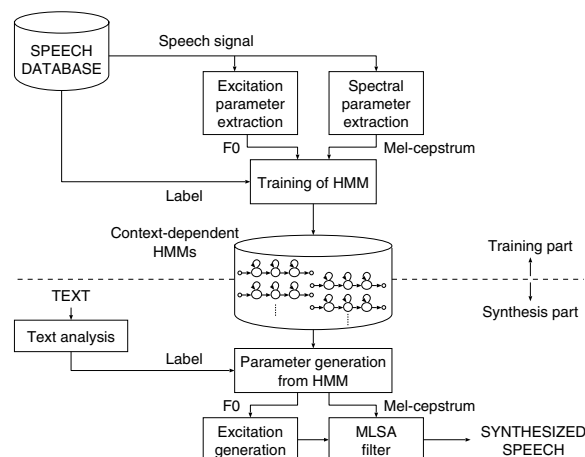 SPEECH
DATABASE
Speech signal
Excitation
parameter
extraction
Spectral
parameter
extraction
F0
Mel-cepstrum
Label
Training of HMM
Context-dependent
HMMs
Training part
Synthesis part
TEXT
Text analysis
Label
Parameter generation
from HMM
F0
Mel-cepstrum
Excitation
generation
MLSA
filter
SYNTHESIZED
SPEECH